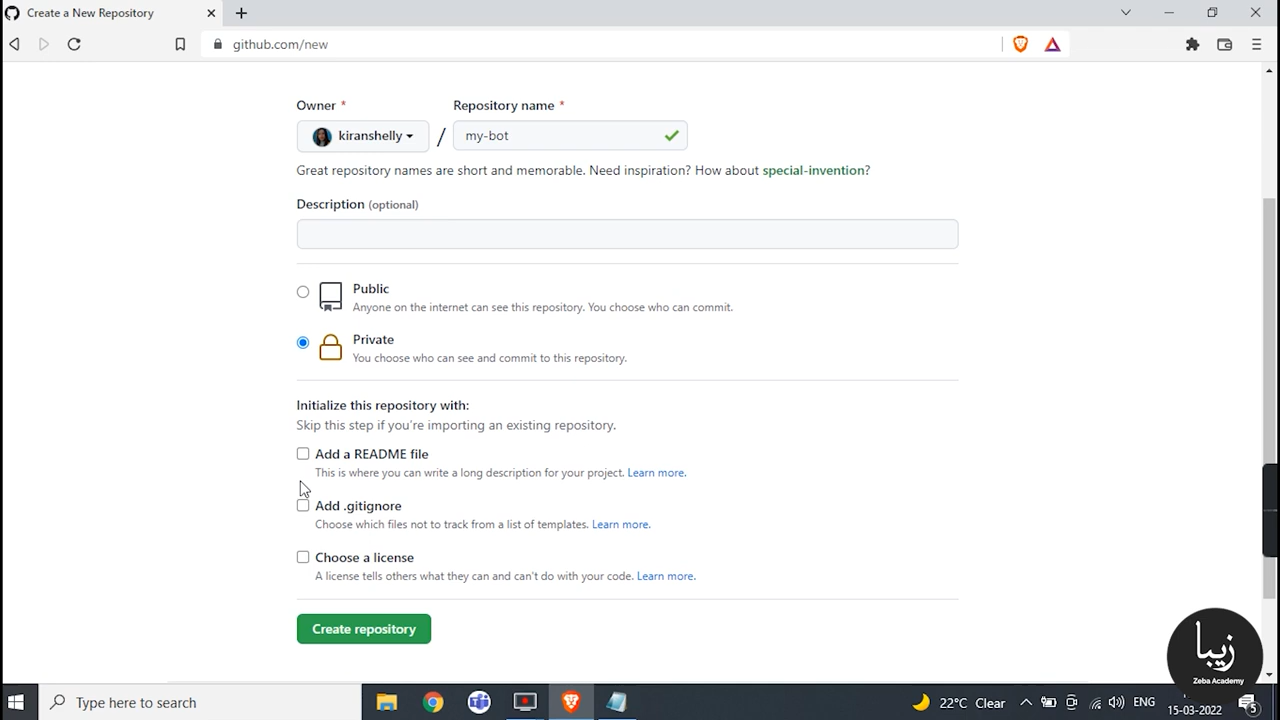 Create a New Repository
github.com/new
Owner *
Repository name *
kiranshelly
/
my-bot
Great repository names are short and memorable. Need inspiration? How about special-invention?
Description (optional)
Public
Anyone on the internet can see this repository. You choose who can commit.
Private
You choose who can see and commit to this repository.
Initialize this repository with:
Skip this step if you're importing an existing repository.
Add a README file
This is where you can write a long description for your project. Learn more.
Add .gitignore
Choose which files not to track from a list of templates. Learn more.
Choose a license
A license tells others what they can and can't do with your code. Learn more.
Create repository
زيبا
Zeba Academy
Type here to search
22°C Clear
ENG
15-03-2022
5